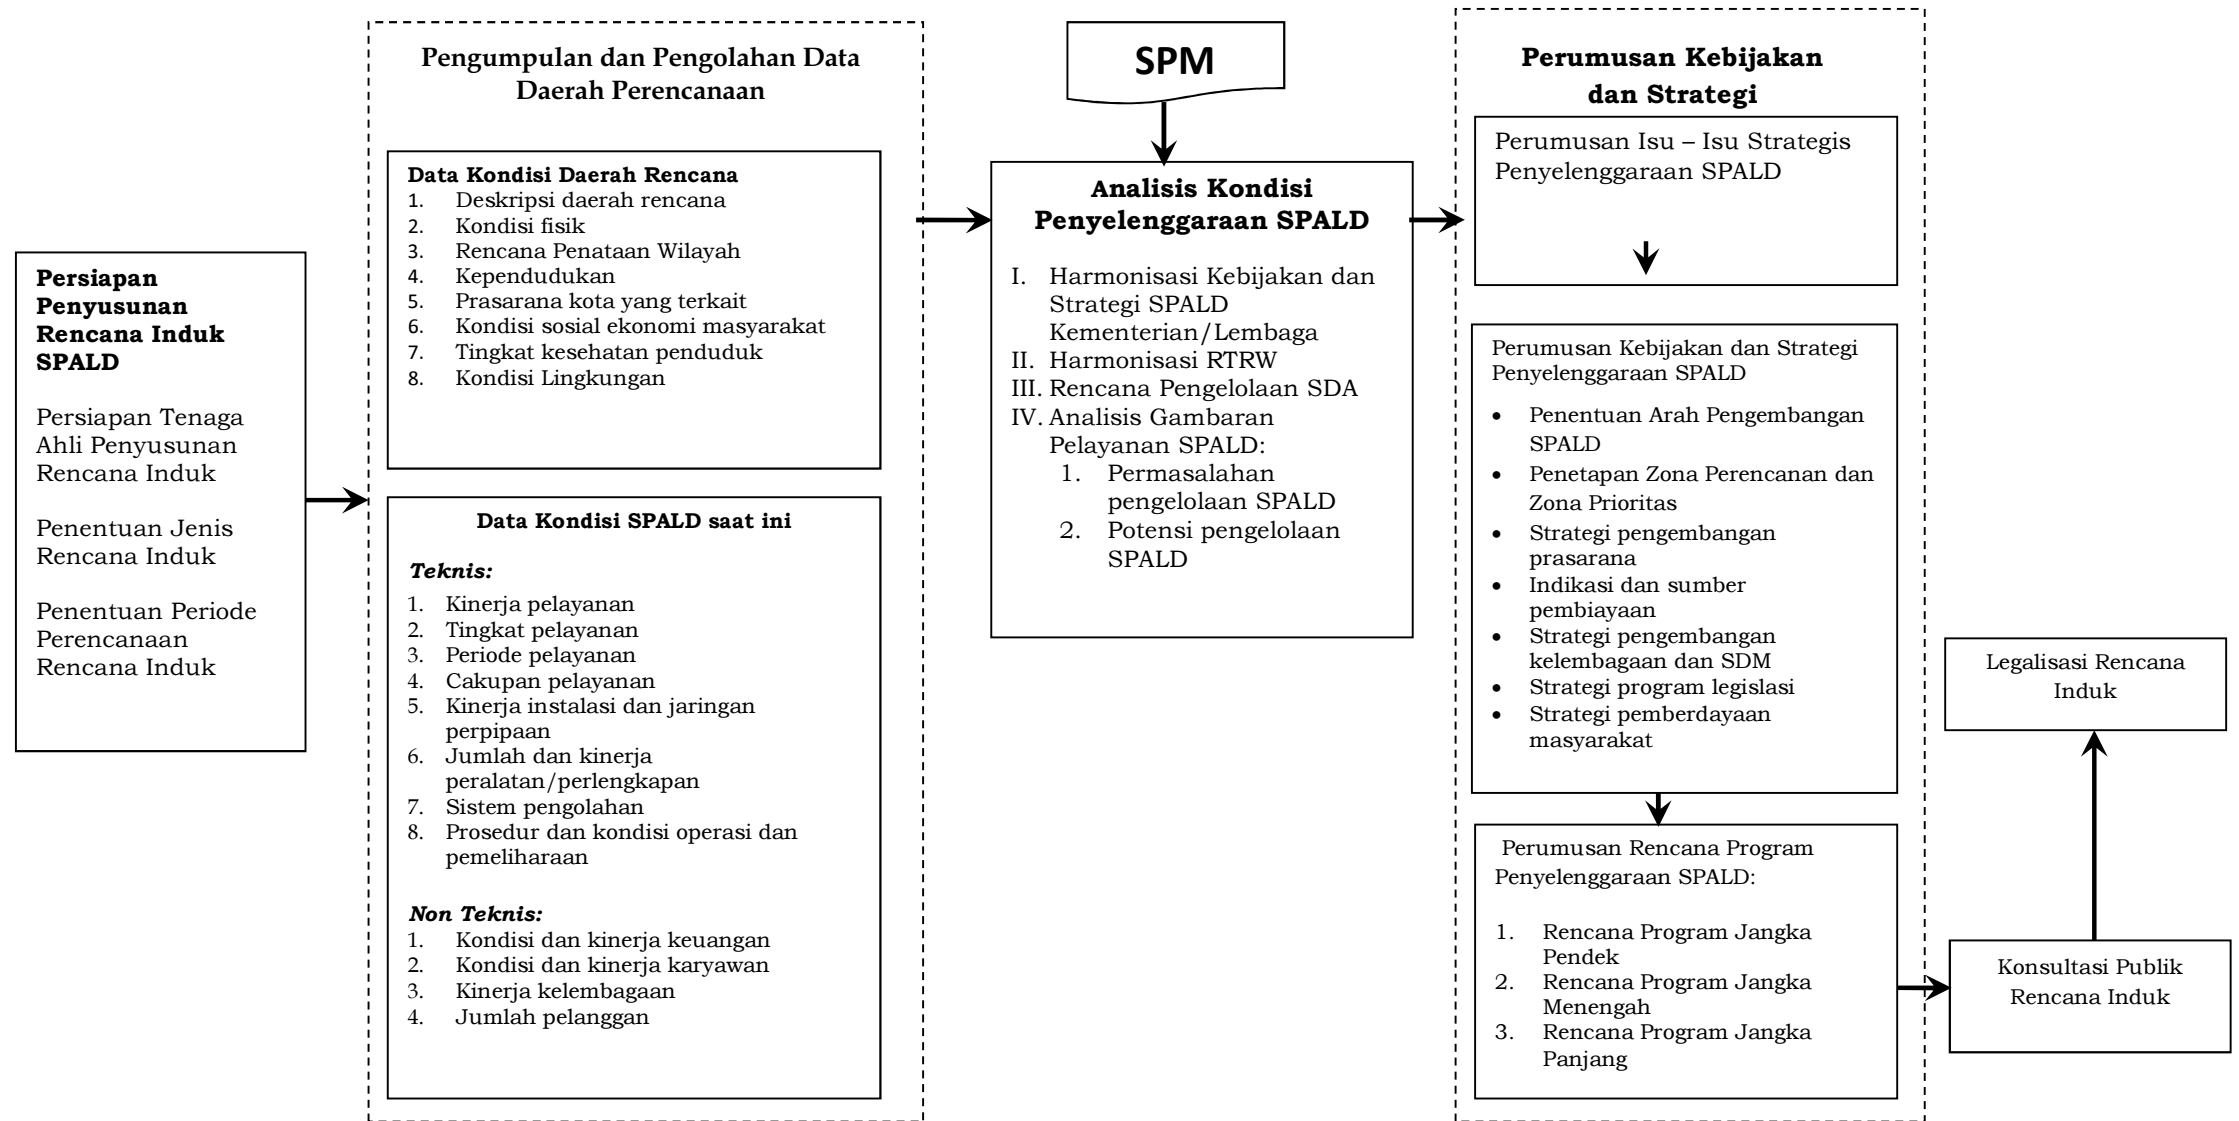 Persiapan
Penyusunan
Rencana Induk
SPALD
Persiapan Tenaga
Ahli Penyusunan
Rencana Induk
Penentuan Jenis
Rencana Induk
Penentuan Periode
Perencanaan
Rencana Induk
Pengumpulan dan Pengolahan Data
Daerah Perencanaan
Data Kondisi Daerah Rencana
1. Deskripsi daerah rencana
2. Kondisi fisik
3. Rencana Penataan Wilayah
4. Kependudukan
5. Prasarana kota yang terkait
6. Kondisi sosial ekonomi masyarakat
7. Tingkat kesehatan penduduk
8. Kondisi Lingkungan
Data Kondisi SPALD saat ini
Teknis:
1. Kinerja pelayanan
2. Tingkat pelayanan
3. Periode pelayanan
4. Cakupan pelayanan
5. Kinerja instalasi dan jaringan
perpipaan
6. Jumlah dan kinerja
peralatan/perlengkapan
7. Sistem pengolahan
8. Prosedur dan kondisi operasi dan
pemeliharaan
Non Teknis:
1. Kondisi dan kinerja keuangan
2. Kondisi dan kinerja karyawan
3. Kinerja kelembagaan
4. Jumlah pelanggan
SPM
Analisis Kondisi
Penyelenggaraan SPALD
I. Harmonisasi Kebijakan dan
Strategi SPALD
Kementerian/Lembaga
II. Harmonisasi RTRW
III. Rencana Pengelolaan SDA
IV. Analisis Gambaran
Pelayanan SPALD:
1. Permasalahan
pengelolaan SPALD
2. Potensi pengelolaan
SPALD
Perumusan Kebijakan
dan Strategi
Perumusan Isu – Isu Strategis
Penyelenggaraan SPALD
Perumusan Kebijakan dan Strategi
Penyelenggaraan SPALD
• Penentuan Arah Pengembangan
SPALD
• Penetapan Zona Perencanan dan
Zona Prioritas
• Strategi pengembangan
prasarana
• Indikasi dan sumber
pembiayaan
• Strategi pengembangan
kelembagaan dan SDM
• Strategi program legislasi
• Strategi pemberdayaan
masyarakat
Perumusan Rencana Program
Penyelenggaraan SPALD:
1. Rencana Program Jangka
Pendek
2. Rencana Program Jangka
Menengah
3. Rencana Program Jangka
Panjang
Legalisasi Rencana
Induk
Konsultasi Publik
Rencana Induk